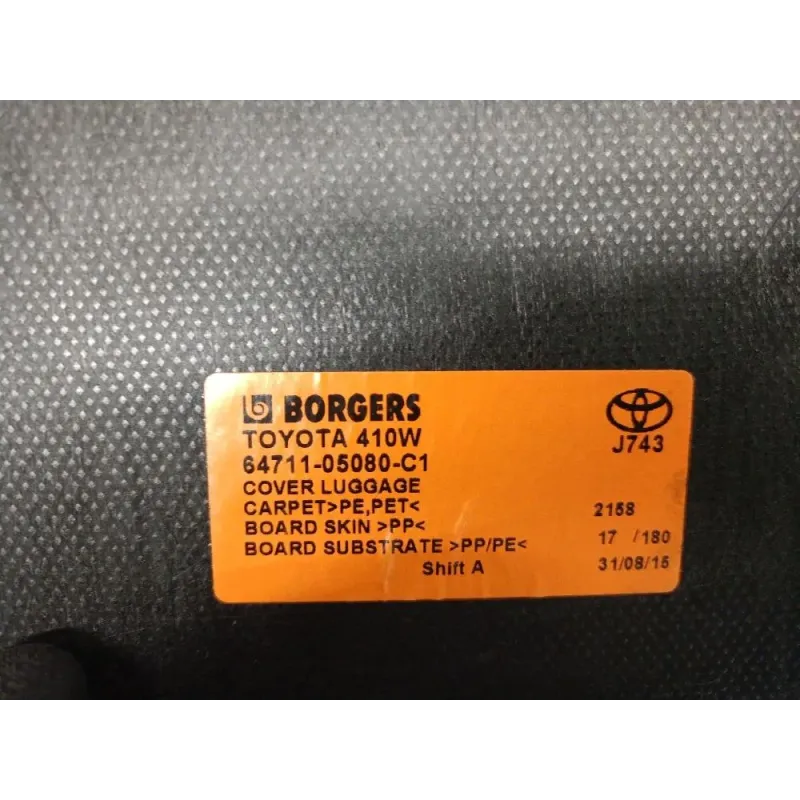 BORGERS
TOYOTA 410W
J743
64711-05080-C1
COVER LUGGAGE
CARPET>PE,PET< 2158
BOARD SKIN >PP< 17 /180
BOARD SUBSTRATE >PP/PE<
Shift A 31/08/15